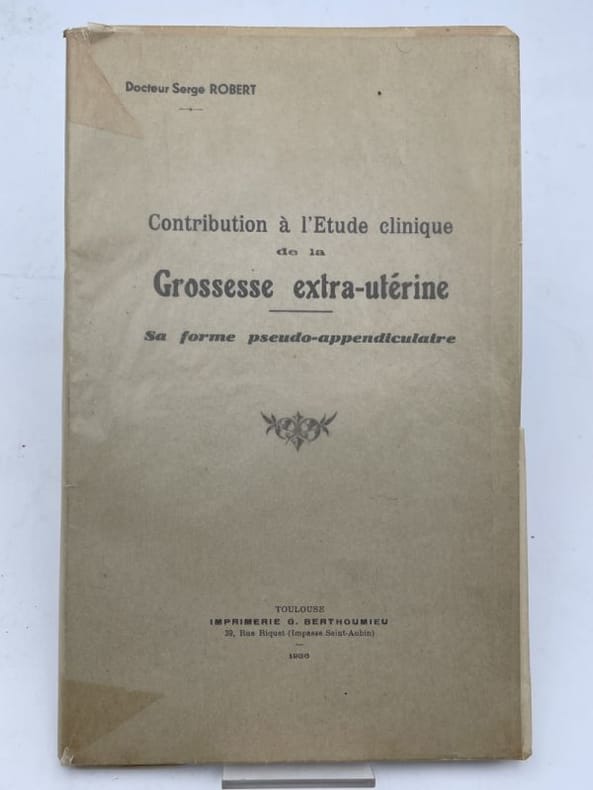 Docteur Serge ROBERT
Contribution à l'Etude clinique
de la
Grossesse extra-utérine
Sa forme pseudo-appendiculaire
TOULOUSE
IMPRIMERIE G. BERTHOUMIEU
39, Rue Riquet (Impasse Saint-Aubin)
1936